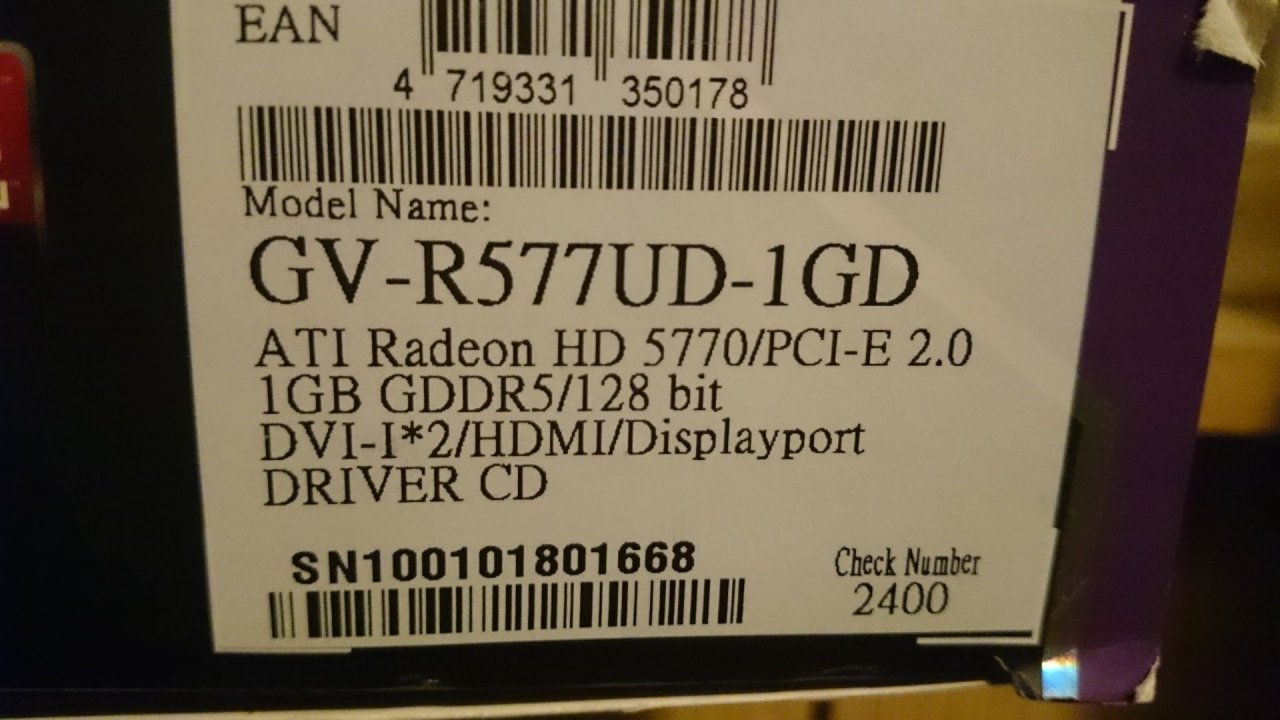 EAN
4 719331 350178
Model Name:
GV-R577UD-1GD
ATI Radeon HD 5770/PCI-E 2.0
1GB GDDR5/128 bit
DVI-I*2/HDMI/Displayport
DRIVER CD
SN100101801668
Check Number
2400